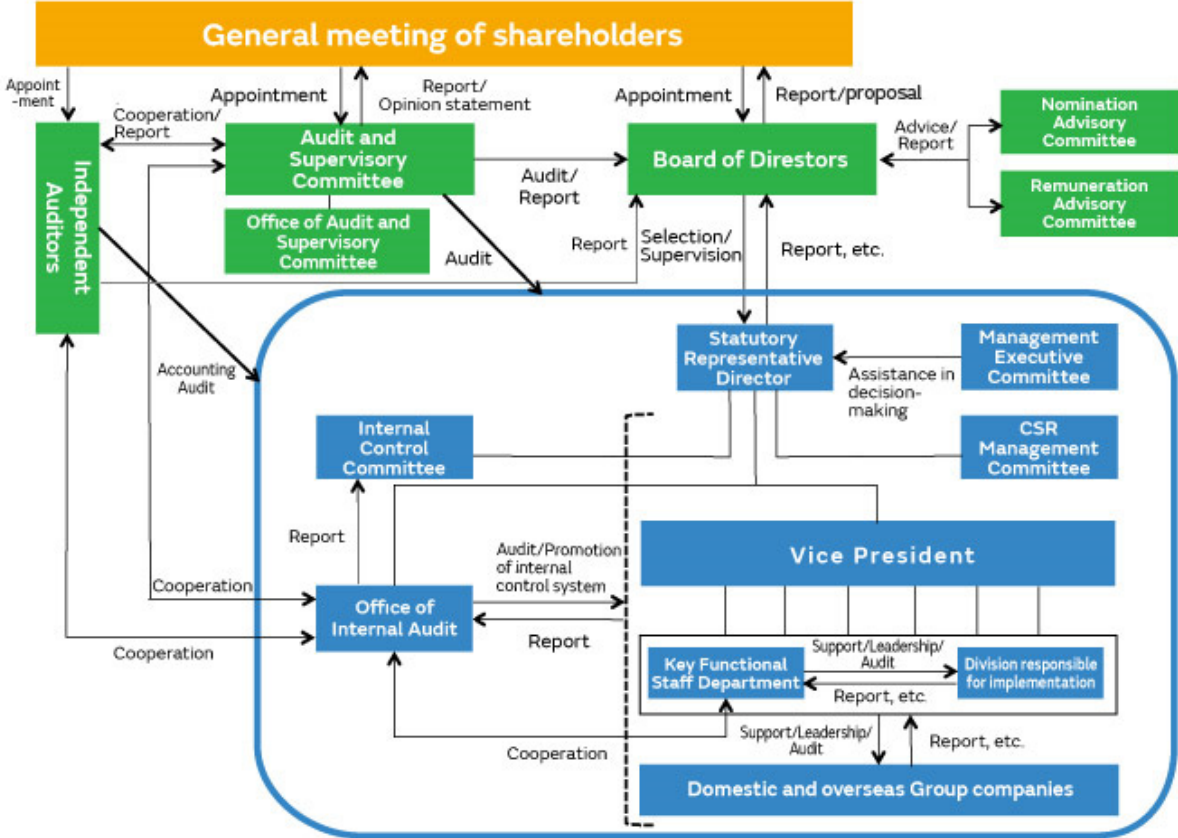 General meeting of shareholders
Appoint
-ment
Appointment
Report/
Opinion statement
Appointment
Report/proposal
Cooperation/
Report
Independent
Auditors
Audit and
Supervisory
Committee
Audit/
Report
Board of Direstors
Advice/
Report
Nomination
Advisory
Committee
Remuneration
Advisory
Committee
Office of Audit and
Supervisory
Committee
Audit
Report
Selection/
Supervision
Report, etc.
Accounting
Audit
Statutory
Representative
Director
Assistance in
decision-
making
Management
Executive
Committee
Internal
Control
Committee
CSR
Management
Committee
Report
Audit/Promotion
of internal
control system
Vice President
Cooperation
Office of
Internal Audit
Report
Cooperation
Key Functional
Staff Department
Support/Leadership/
Audit
Report, etc.
Division responsible
for implementation
Cooperation
Support/Leadership/
Audit
Report, etc.
Domestic and overseas Group companies